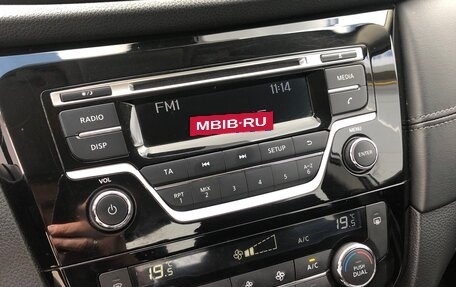 FM1 11:14
MBIB·RU
RADIO
MEDIA
DISP
TA SETUP MENU
ENTER
VOL
RPT 1 MIX 2 3 4 5 A-Z 6
19.5 19.5
A/C
A/C
PUSH DUAL